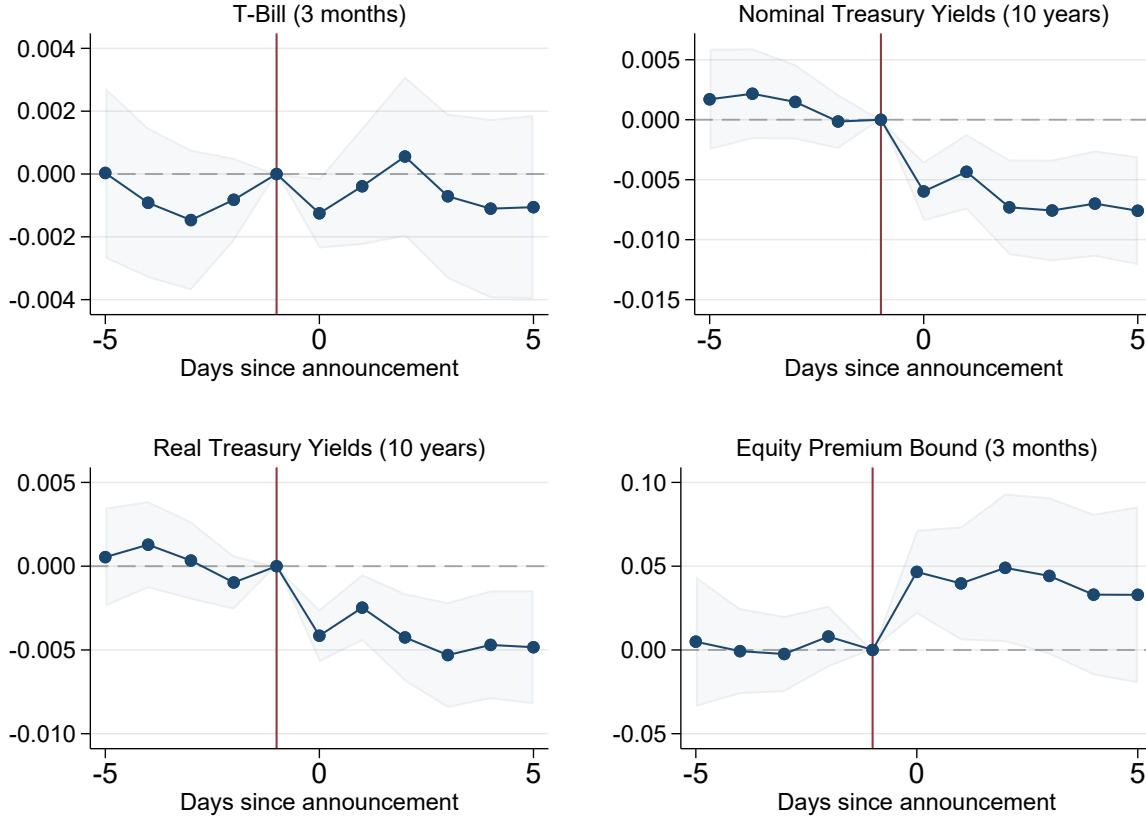 T-Bill (3 months)
0.004
0.002
0.000
-0.002
-0.004
-5 0 5
Days since announcement
Nominal Treasury Yields (10 years)
0.005
0.000
-0.005
-0.010
-0.015
-5 0 5
Days since announcement
Real Treasury Yields (10 years)
0.005
0.000
-0.005
-0.010
-5 0 5
Days since announcement
Equity Premium Bound (3 months)
0.10
0.05
0.00
-0.05
-5 0 5
Days since announcement